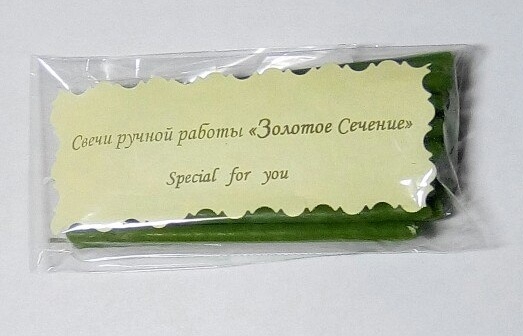 Свечи ручной работы «Золотое Сечение»
Special for you